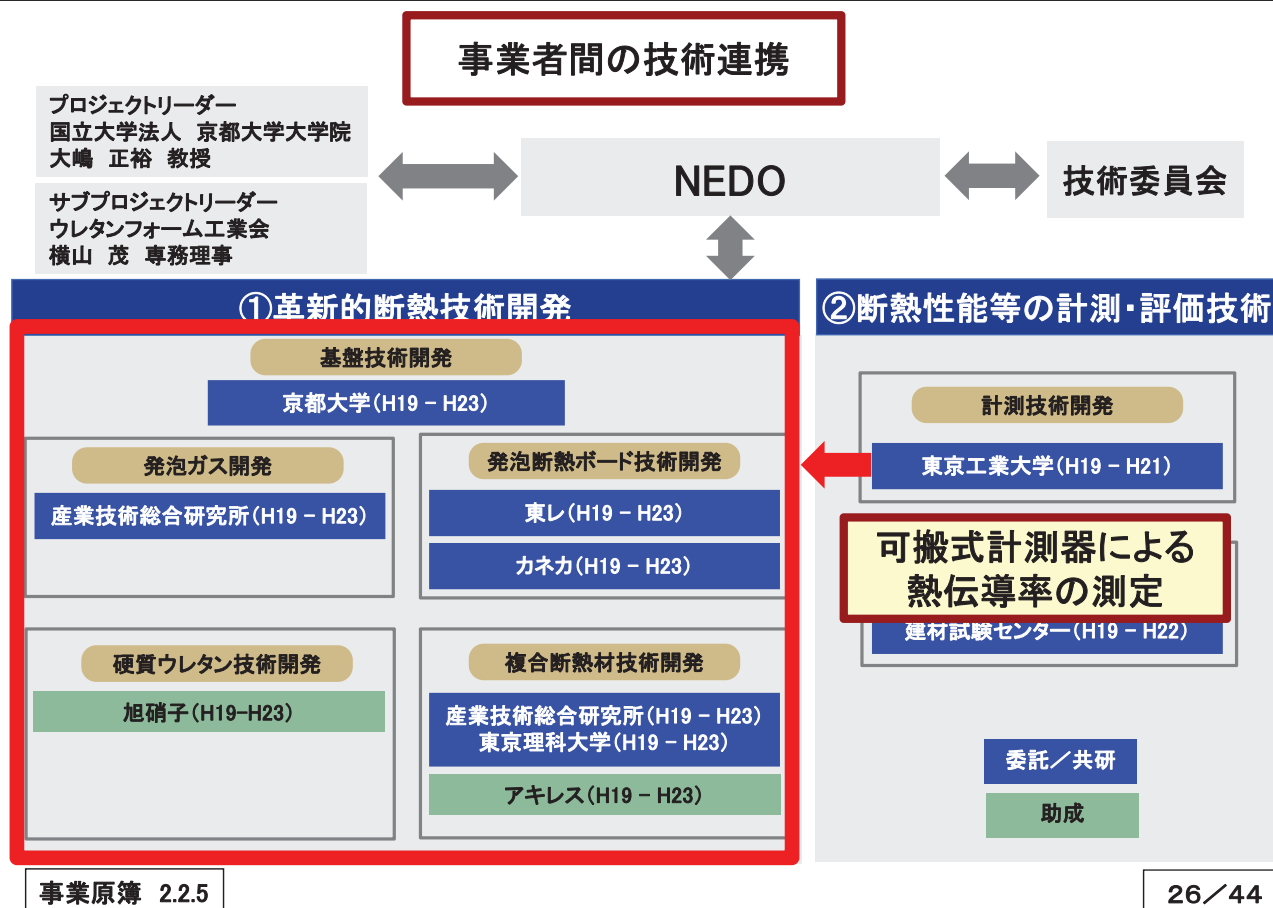 事業者間の技術連携
プロジェクトリーダー
国立大学法人 京都大学大学院
大嶋 正裕 教授
サブプロジェクトリーダー
ウレタンフォーム工業会
横山 茂 専務理事
NEDO
技術委員会
①革新的断熱技術開発
基盤技術開発
京都大学(H19 - H23)
発泡ガス開発
産業技術総合研究所(H19 - H23)
発泡断熱ボード技術開発
東レ(H19 - H23)
カネカ(H19 - H23)
硬質ウレタン技術開発
旭硝子(H19-H23)
複合断熱材技術開発
産業技術総合研究所(H19 - H23)
東京理科大学(H19 - H23)
アキレス(H19 - H23)
②断熱性能等の計測・評価技術
計測技術開発
東京工業大学(H19 - H21)
可搬式計測器による
熱伝導率の測定
建材試験センター(H19 - H22)
委託／共研
助成
事業原簿 2.2.5
26／44